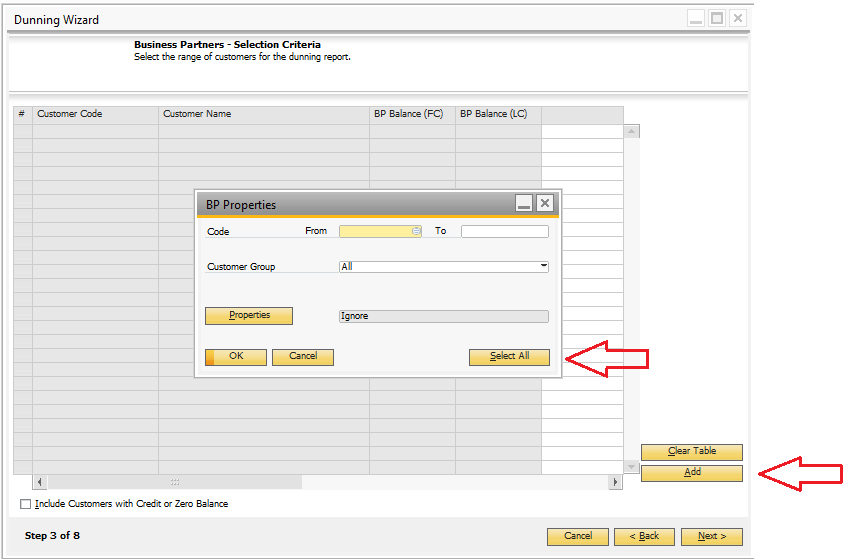 Dunning Wizard
Business Partners - Selection Criteria
Select the range of customers for the dunning report.
# Customer Code Customer Name BP Balance (FC) BP Balance (LC)
BP Properties
Code From To
Customer Group All
Properties Ignore
OK Cancel Select All
Clear Table
Add
Include Customers with Credit or Zero Balance
Step 3 of 8 Cancel < Back Next >